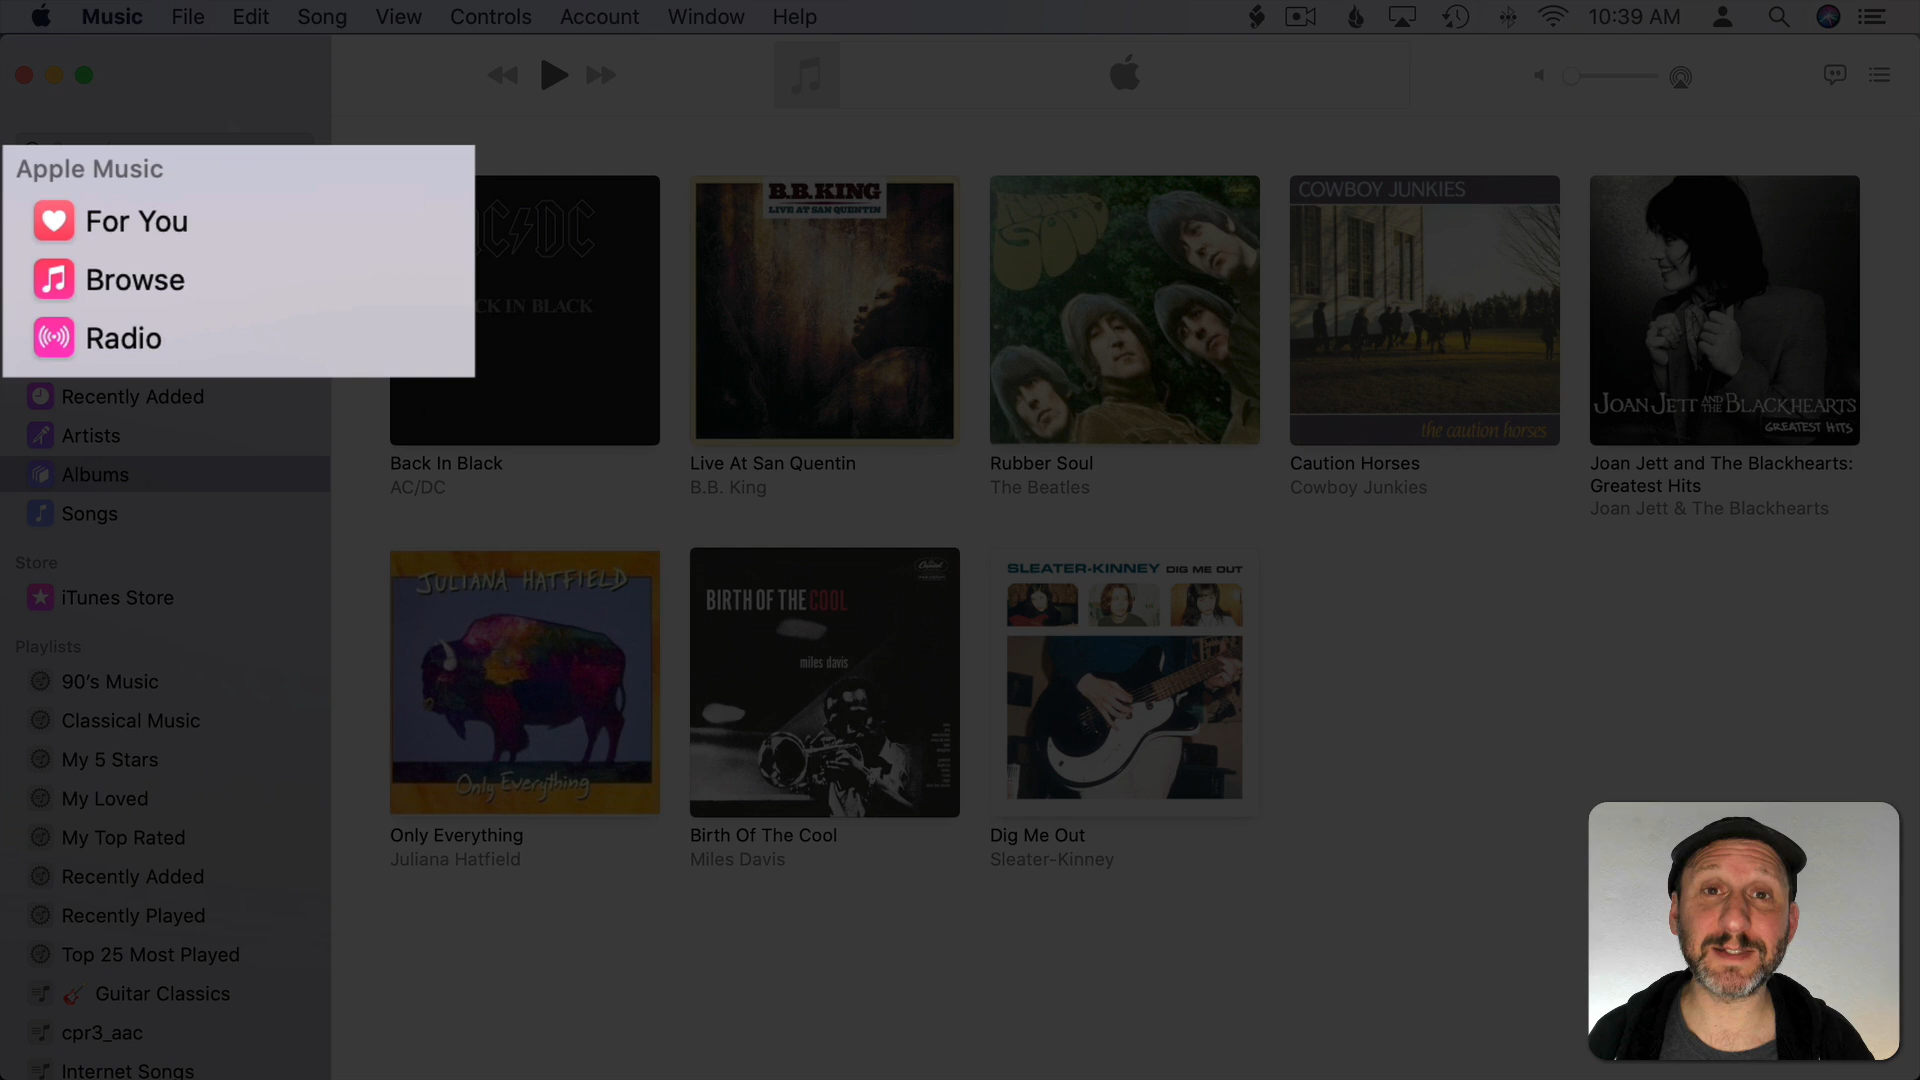 Music File Edit Song View Controls Account Window Help 10:39 AM
Apple Music
For You
Browse
Radio
Recently Added
Artists
Albums
Songs
Store
iTunes Store
Playlists
90's Music
Classical Music
My 5 Stars
My Loved
My Top Rated
Recently Added
Recently Played
Top 25 Most Played
Guitar Classics
cpr3_aac
Internet Songs
B.B. KING
LIVE AT SAN QUENTIN
COWBOY JUNKIES
the caution horses
JOAN JETT AND THE BLACKHEARTS
GREATEST HITS
Back In Black
AC/DC
Live At San Quentin
B.B. King
Rubber Soul
The Beatles
Caution Horses
Cowboy Junkies
Joan Jett and The Blackhearts:
Greatest Hits
Joan Jett & The Blackhearts
JULIANA HATFIELD
Only Everything
BIRTH OF THE COOL
miles davis
SLEATER-KINNEY DIG ME OUT
Only Everything
Juliana Hatfield
Birth Of The Cool
Miles Davis
Dig Me Out
Sleater-Kinney